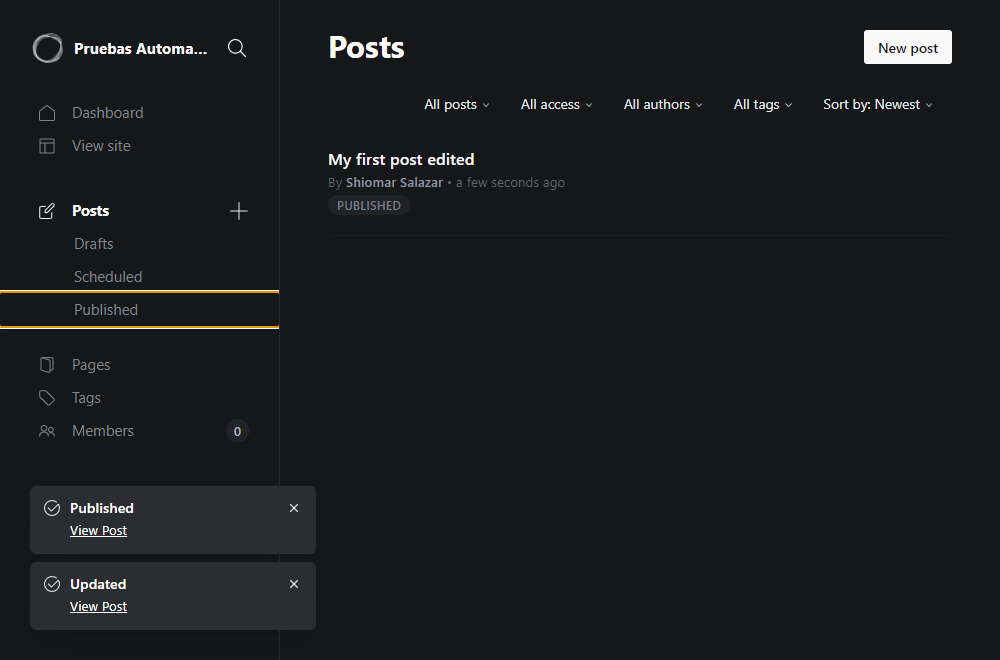 Pruebas Automa...
Dashboard
View site
Posts
Drafts
Scheduled
Published
Pages
Tags
Members
0
Published
View Post
Updated
View Post
Posts
New post
All posts
All access
All authors
All tags
Sort by: Newest
My first post edited
By Shiomar Salazar • a few seconds ago
PUBLISHED